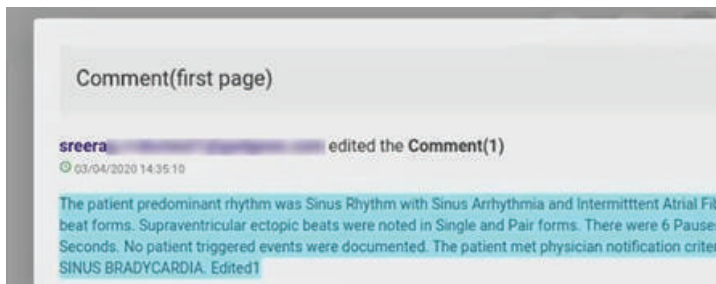 Comment(first page)
sreera edited the Comment(1)
03/04/2020 14:35:10
The patient predominant rhythm was Sinus Rhythm with Sinus Arrhythmia and Intermitttent Atrial Fib
beat forms. Supraventricular ectopic beats were noted in Single and Pair forms. There were 6 Pauses
Seconds. No patient triggered events were documented. The patient met physician notification criter
SINUS BRADYCARDIA. Edited1